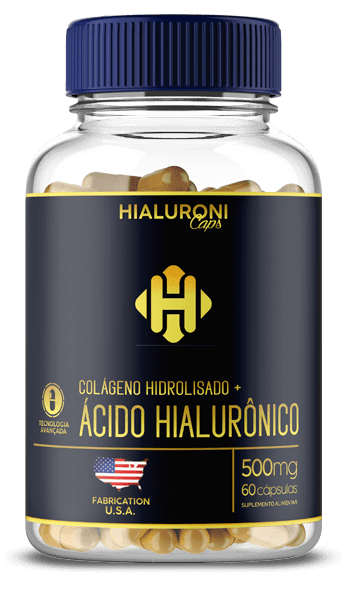 HIALURONI
Caps
H
COLÁGENO HIDROLISADO +
ÁCIDO HIALURÔNICO
TECNOLOGIA
AVANÇADA
500mg
60 cápsulas
SUPLEMENTO ALIMENTAR
FABRICATION
U.S.A.